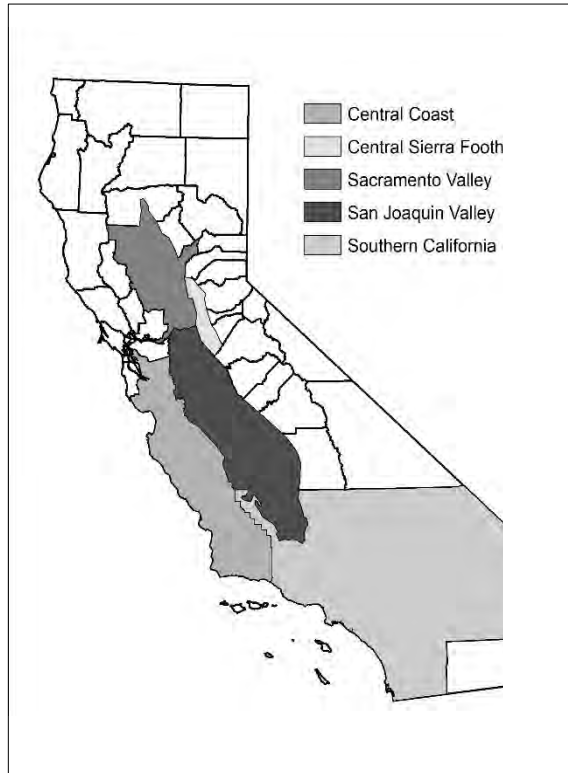 Central Coast
Central Sierra Footh
Sacramento Valley
San Joaquin Valley
Southern California